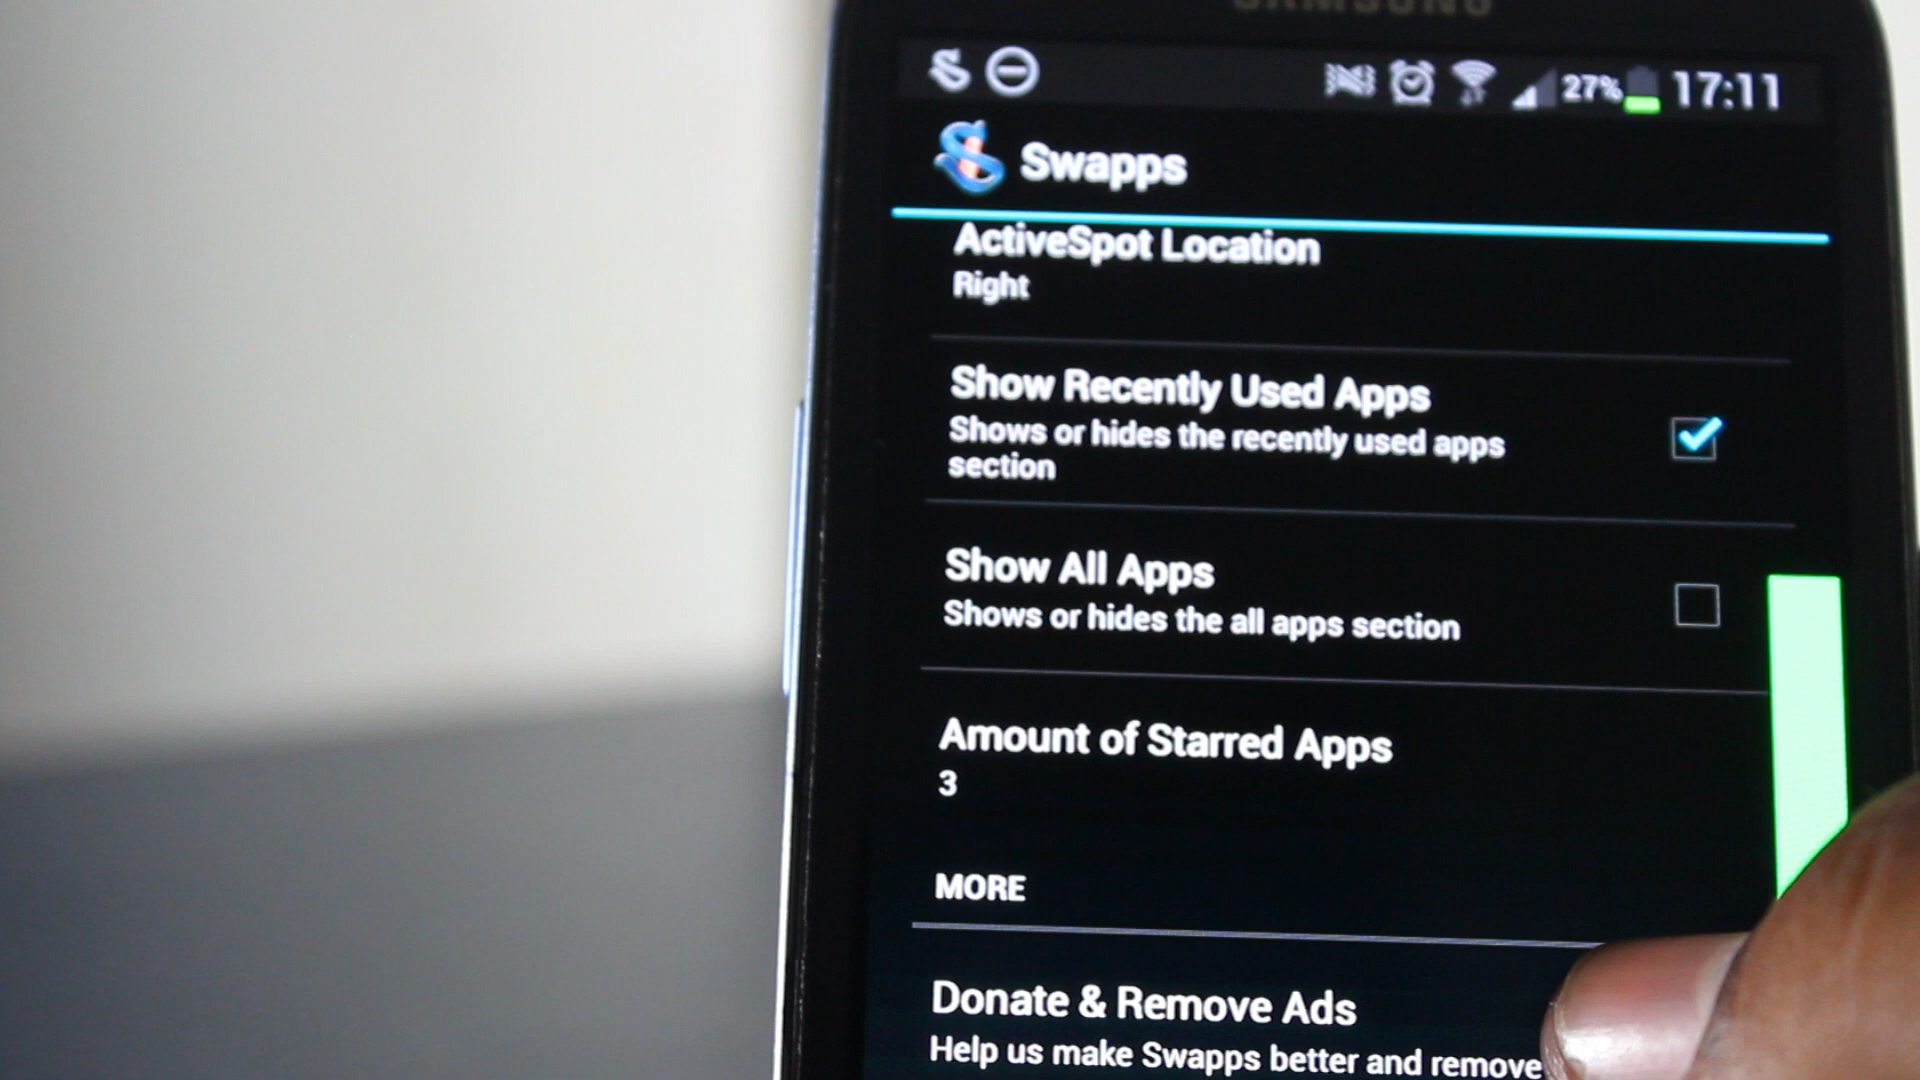 SAMSUNG
27% 17:11
Swapps
ActiveSpot Location
Right
Show Recently Used Apps
Shows or hides the recently used apps
section
Show All Apps
Shows or hides the all apps section
Amount of Starred Apps
3
MORE
Donate & Remove Ads
Help us make Swapps better and remove